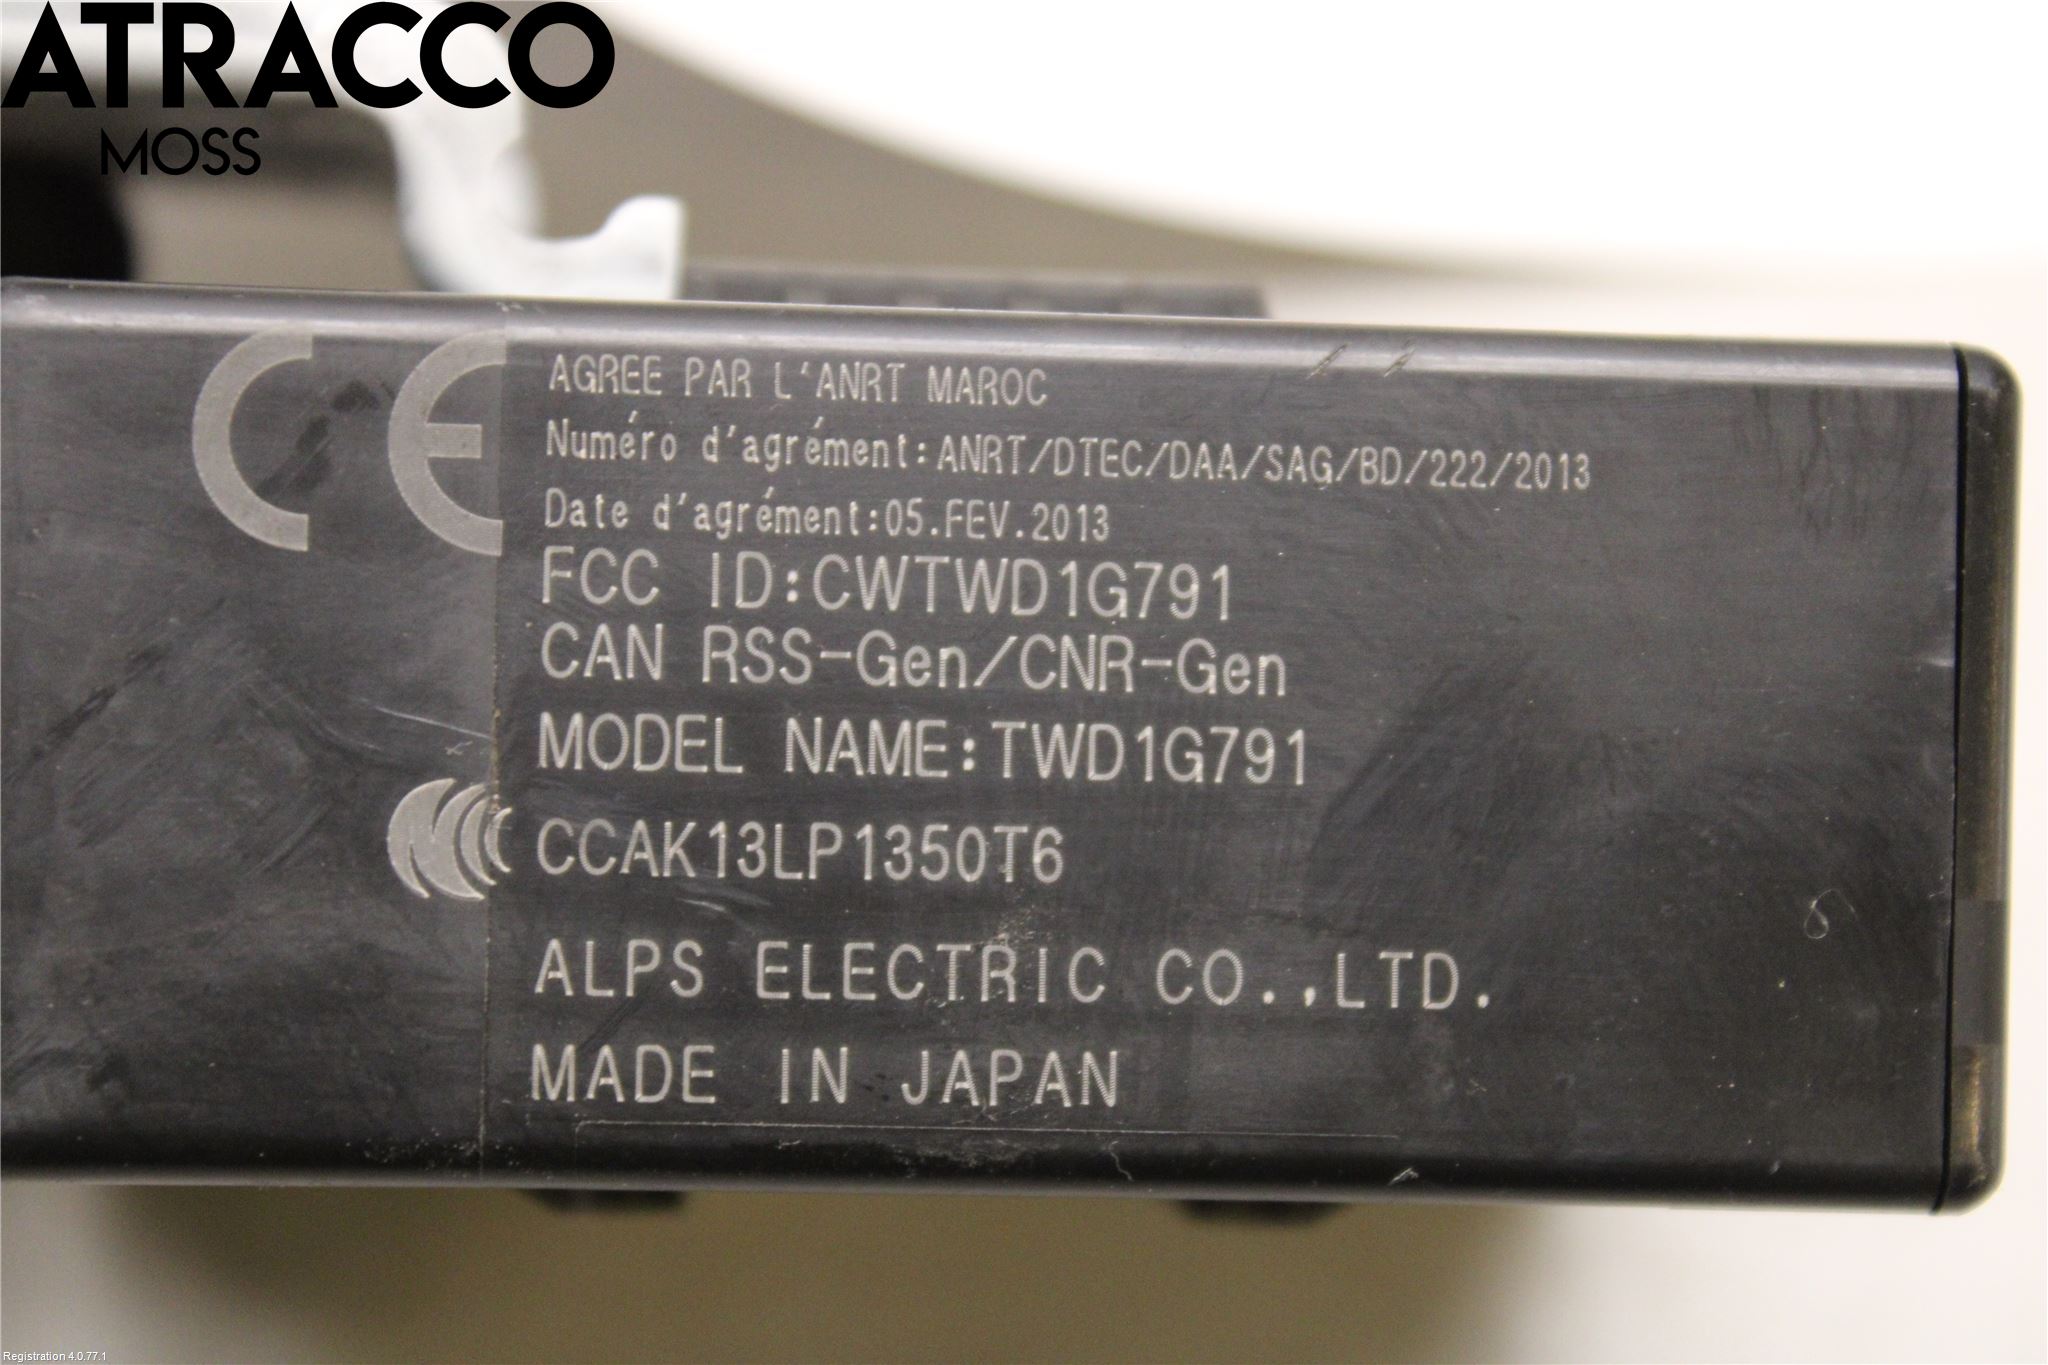 ATRACCO
MOSS
CE
AGREE PAR L'ANRT MAROC
Numéro d'agrément:ANRT/DTEC/DAA/SAG/BD/222/2013
Date d'agrément:05.FEV.2013
FCC ID:CWTWD1G791
CAN RSS-Gen/CNR-Gen
MODEL NAME:TWD1G791
CCAK13LP1350T6
ALPS ELECTRIC CO.,LTD.
MADE IN JAPAN
Registration 4.0.77.1